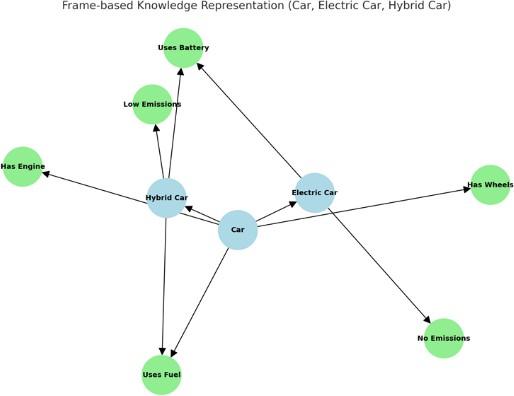 Frame-based Knowledge Representation (Car, Electric Car, Hybrid Car)
Uses Battery
Low Emissions
Has Engine
Hybrid Car
Electric Car
Has Wheels
Car
No Emissions
Uses Fuel